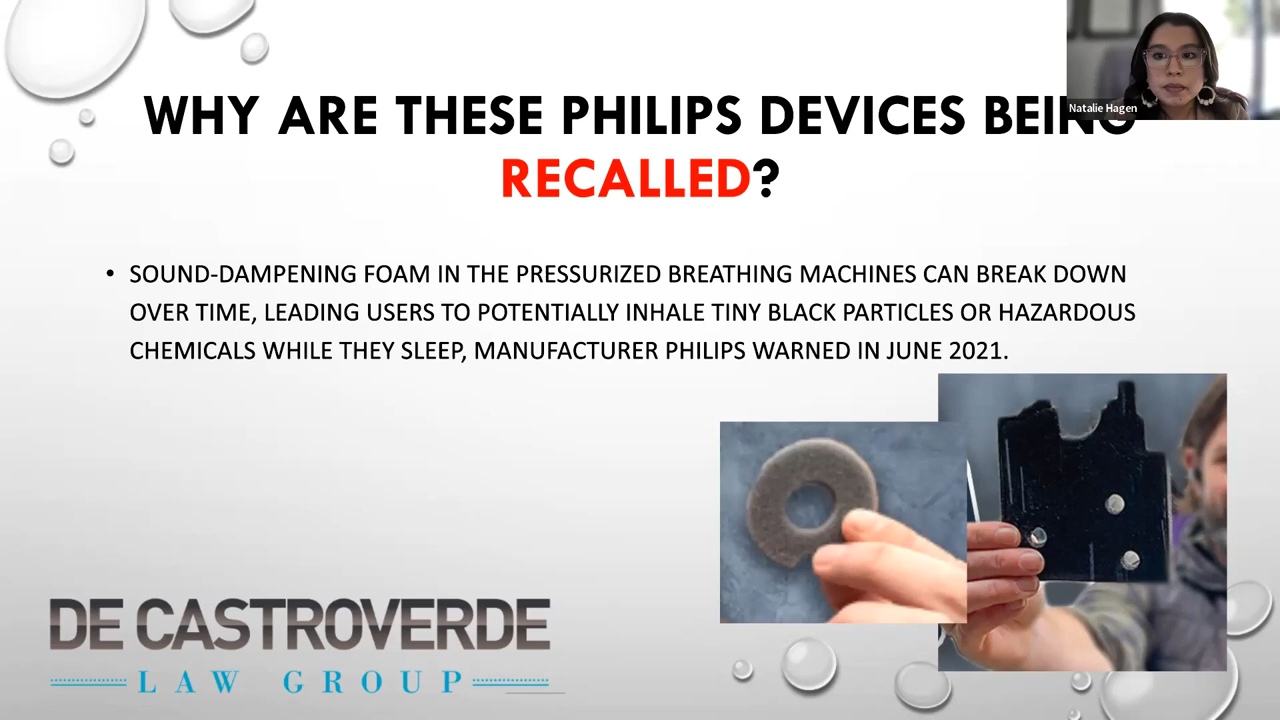 Natalie Hagen
WHY ARE THESE PHILIPS DEVICES BEING
RECALLED?
• SOUND-DAMPENING FOAM IN THE PRESSURIZED BREATHING MACHINES CAN BREAK DOWN
OVER TIME, LEADING USERS TO POTENTIALLY INHALE TINY BLACK PARTICLES OR HAZARDOUS
CHEMICALS WHILE THEY SLEEP, MANUFACTURER PHILIPS WARNED IN JUNE 2021.
DE CASTROVERDE
LAW GROUP